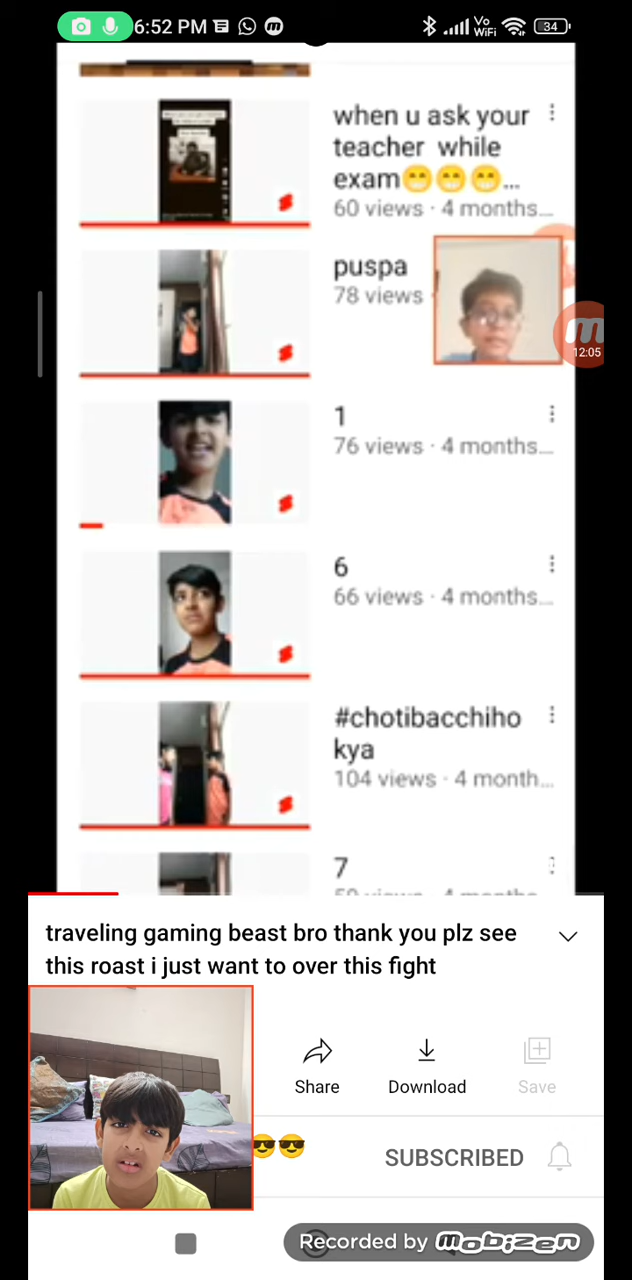 6:52 PM
Vo
WiFi
34
when u ask your
teacher while
exam😁😁😁...
60 views · 4 months...
puspa
78 views
12:05
1
76 views · 4 months...
6
66 views · 4 months...
#chotibacchiho
kya
104 views · 4 month...
7
traveling gaming beast bro thank you plz see
this roast i just want to over this fight
Share
Download
Save
😎😎
SUBSCRIBED
Recorded by mobizen